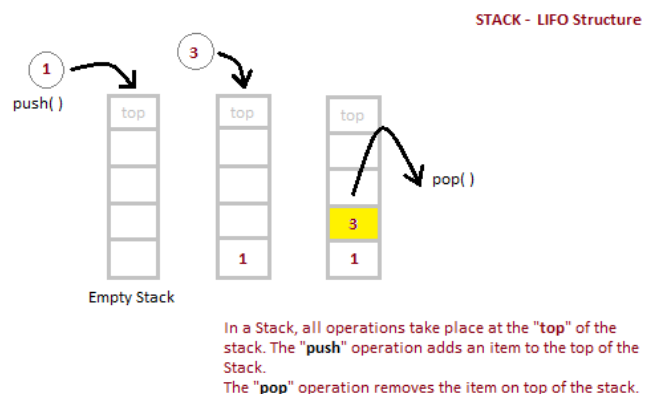 STACK - LIFO Structure
1
3
push( )
top
top
top
pop( )
3
1
1
Empty Stack
In a Stack, all operations take place at the "top" of the
stack. The "push" operation adds an item to the top of the
Stack.
The "pop" operation removes the item on top of the stack.